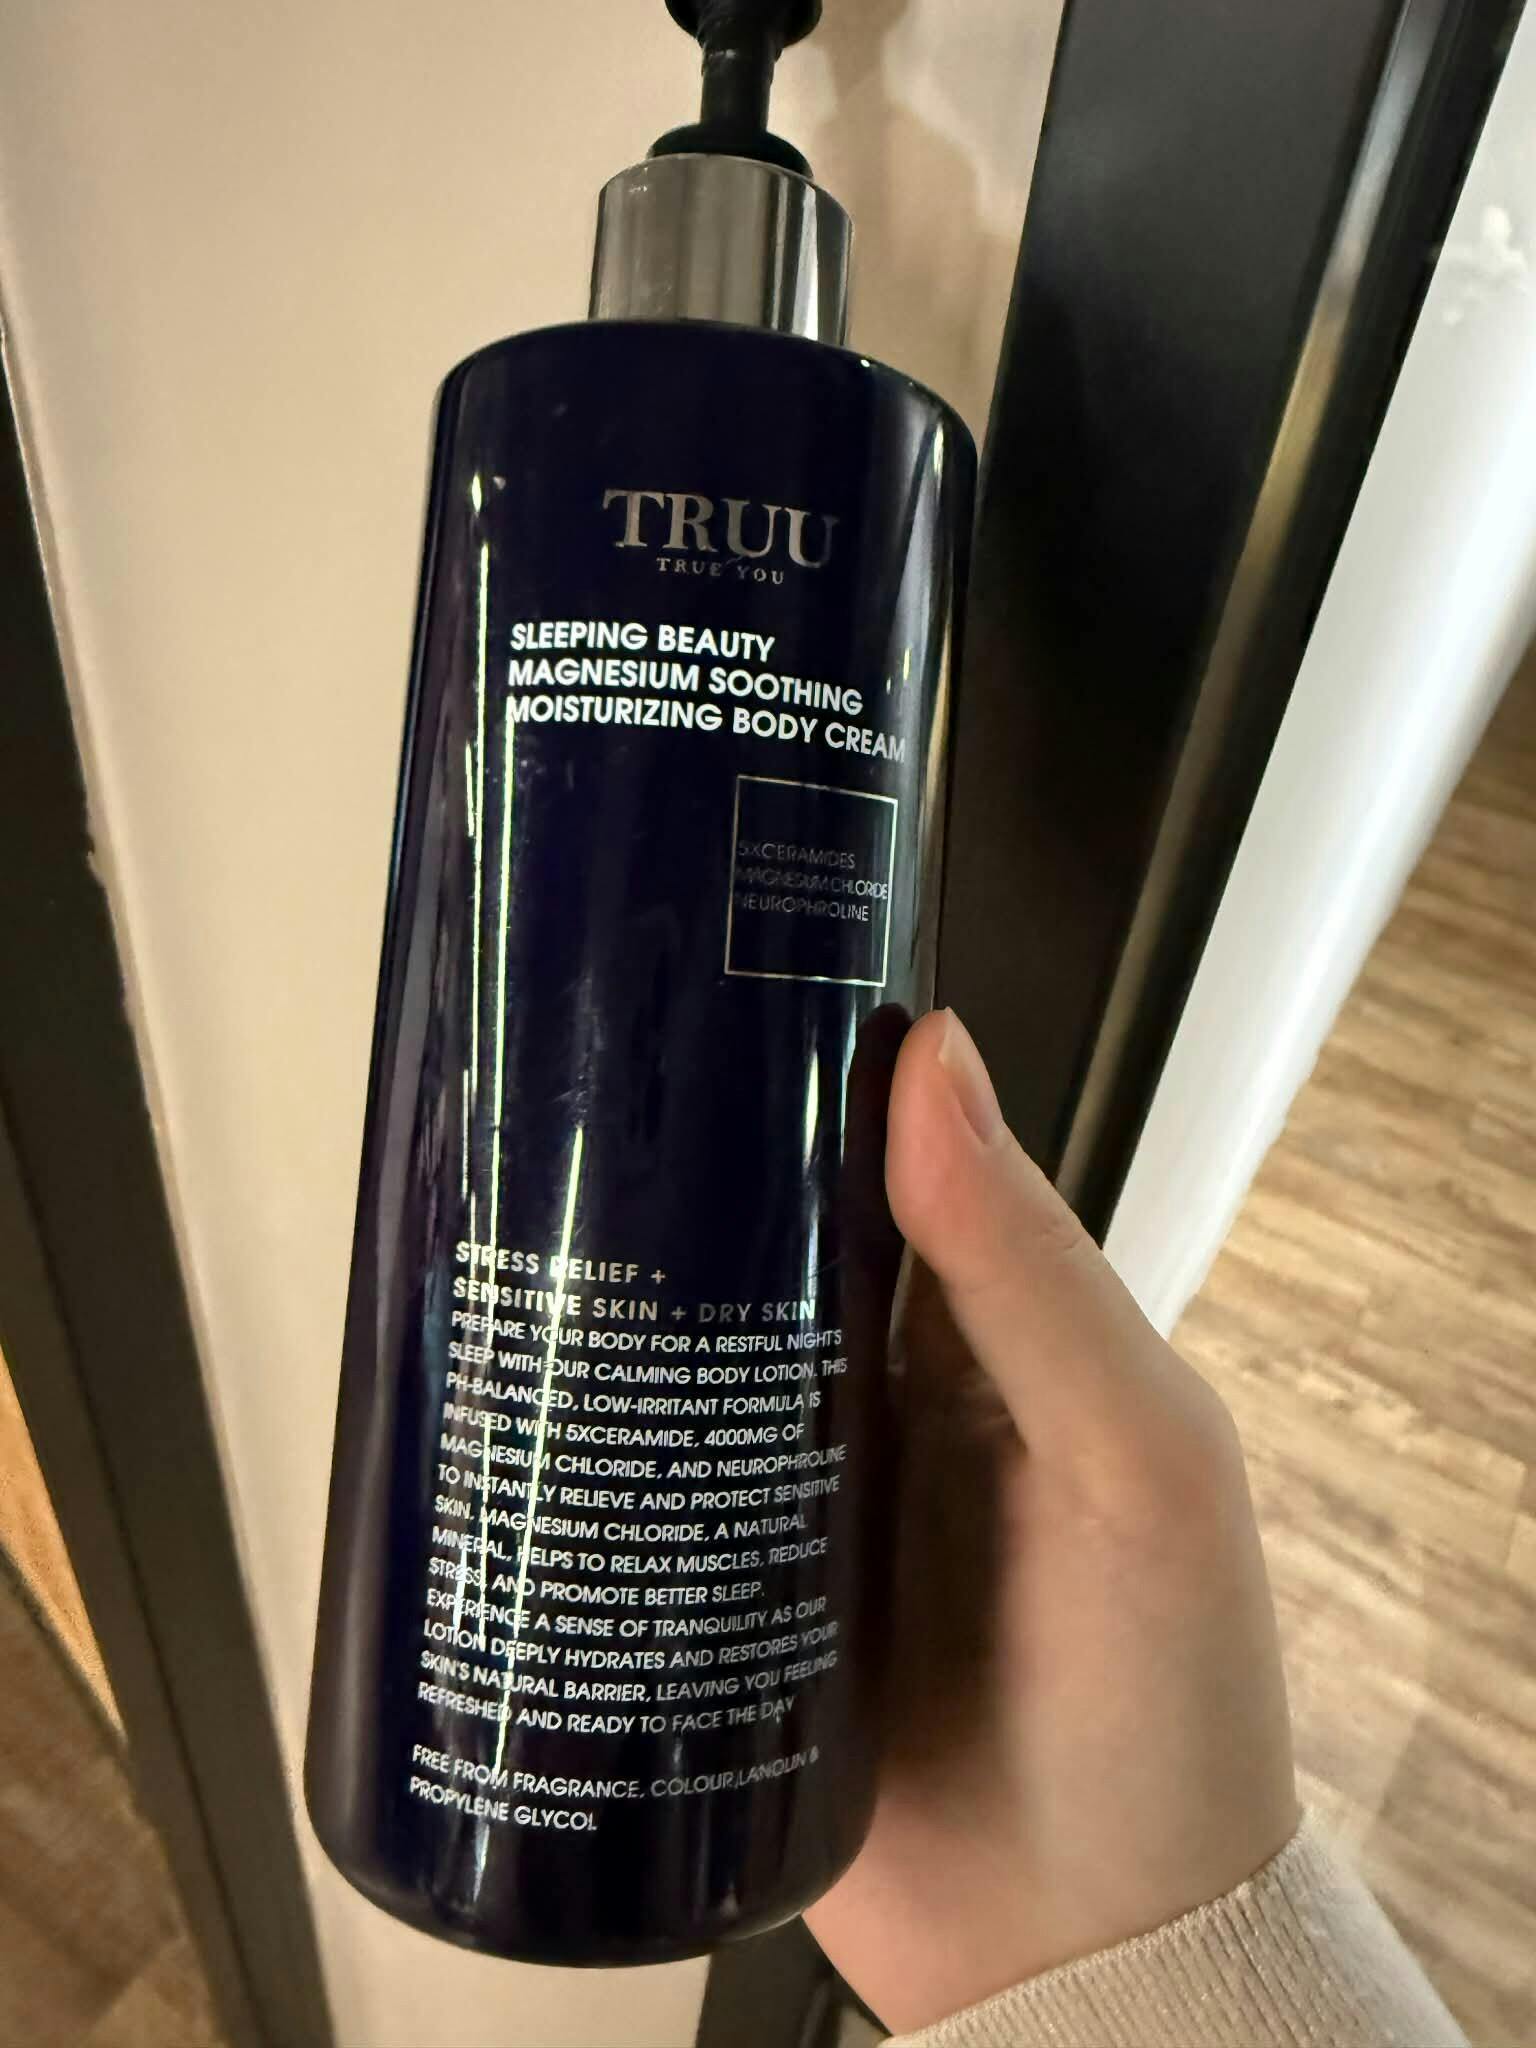 TRUU
TRUE YOU
SLEEPING BEAUTY
MAGNESIUM SOOTHING
MOISTURIZING BODY CREAM
5XCERAMIDES
MAGNESIUM CHLORIDE
NEUROPHROLINE
STRESS RELIEF +
SENSITIVE SKIN + DRY SKIN
PREPARE YOUR BODY FOR A RESTFUL NIGHT'S
SLEEP WITH OUR CALMING BODY LOTION. THIS
PH-BALANCED, LOW-IRRITANT FORMULA IS
INFUSED WITH 5XCERAMIDE, 4000MG OF
MAGNESIUM CHLORIDE, AND NEUROPHROLINE
TO INSTANTLY RELIEVE AND PROTECT SENSITIVE
SKIN. MAGNESIUM CHLORIDE, A NATURAL
MINERAL, HELPS TO RELAX MUSCLES, REDUCE
STRESS, AND PROMOTE BETTER SLEEP.
EXPERIENCE A SENSE OF TRANQUILITY AS OUR
LOTION DEEPLY HYDRATES AND RESTORES YOUR
SKIN'S NATURAL BARRIER, LEAVING YOU FEELING
REFRESHED AND READY TO FACE THE DAY
FREE FROM FRAGRANCE, COLOUR,LANOLIN &
PROPYLENE GLYCOL